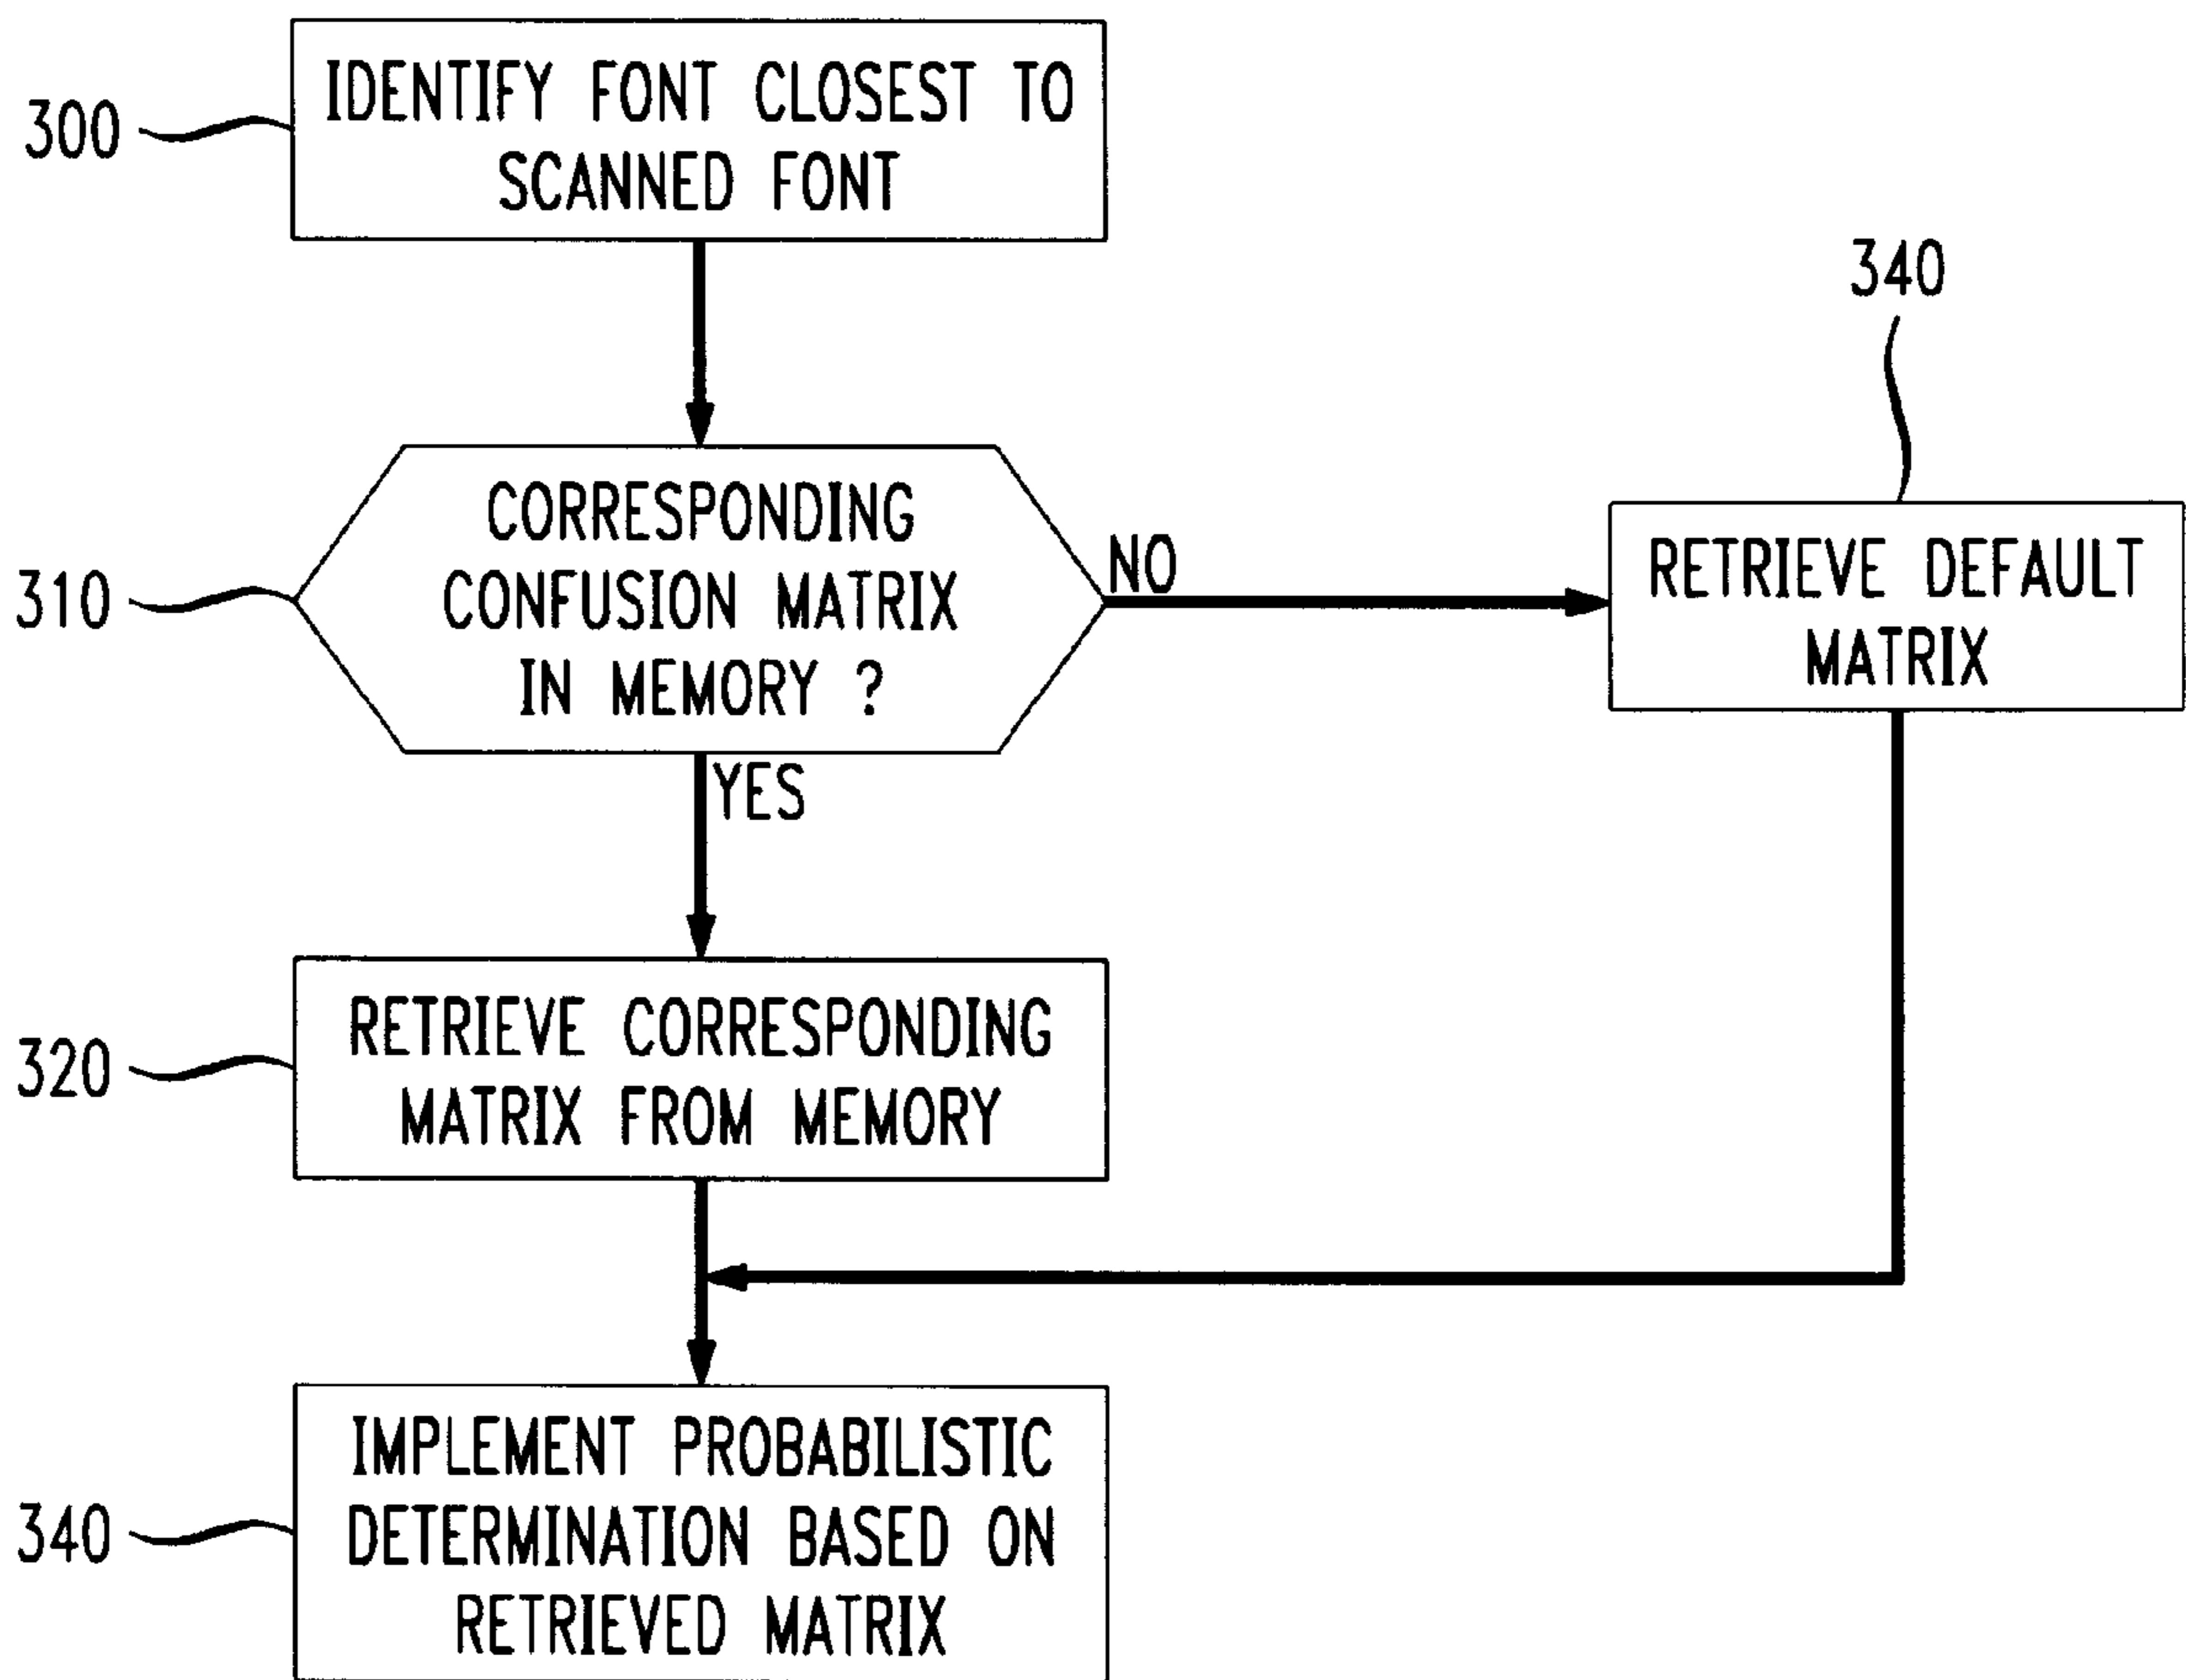 300
IDENTIFY FONT CLOSEST TO
SCANNED FONT
340
310
CORRESPONDING
CONFUSION MATRIX
IN MEMORY ?
NO
RETRIEVE DEFAULT
MATRIX
YES
320
RETRIEVE CORRESPONDING
MATRIX FROM MEMORY
340
IMPLEMENT PROBABILISTIC
DETERMINATION BASED ON
RETRIEVED MATRIX